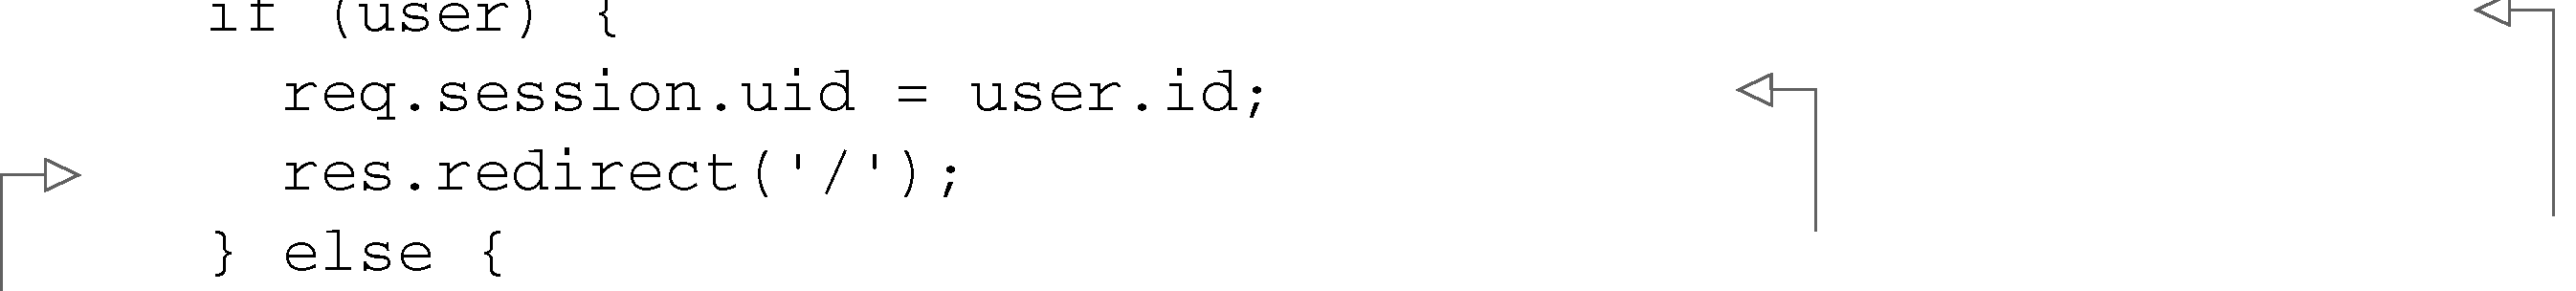 if (user) {
req.session.uid = user.id;
res.redirect('/');
} else {